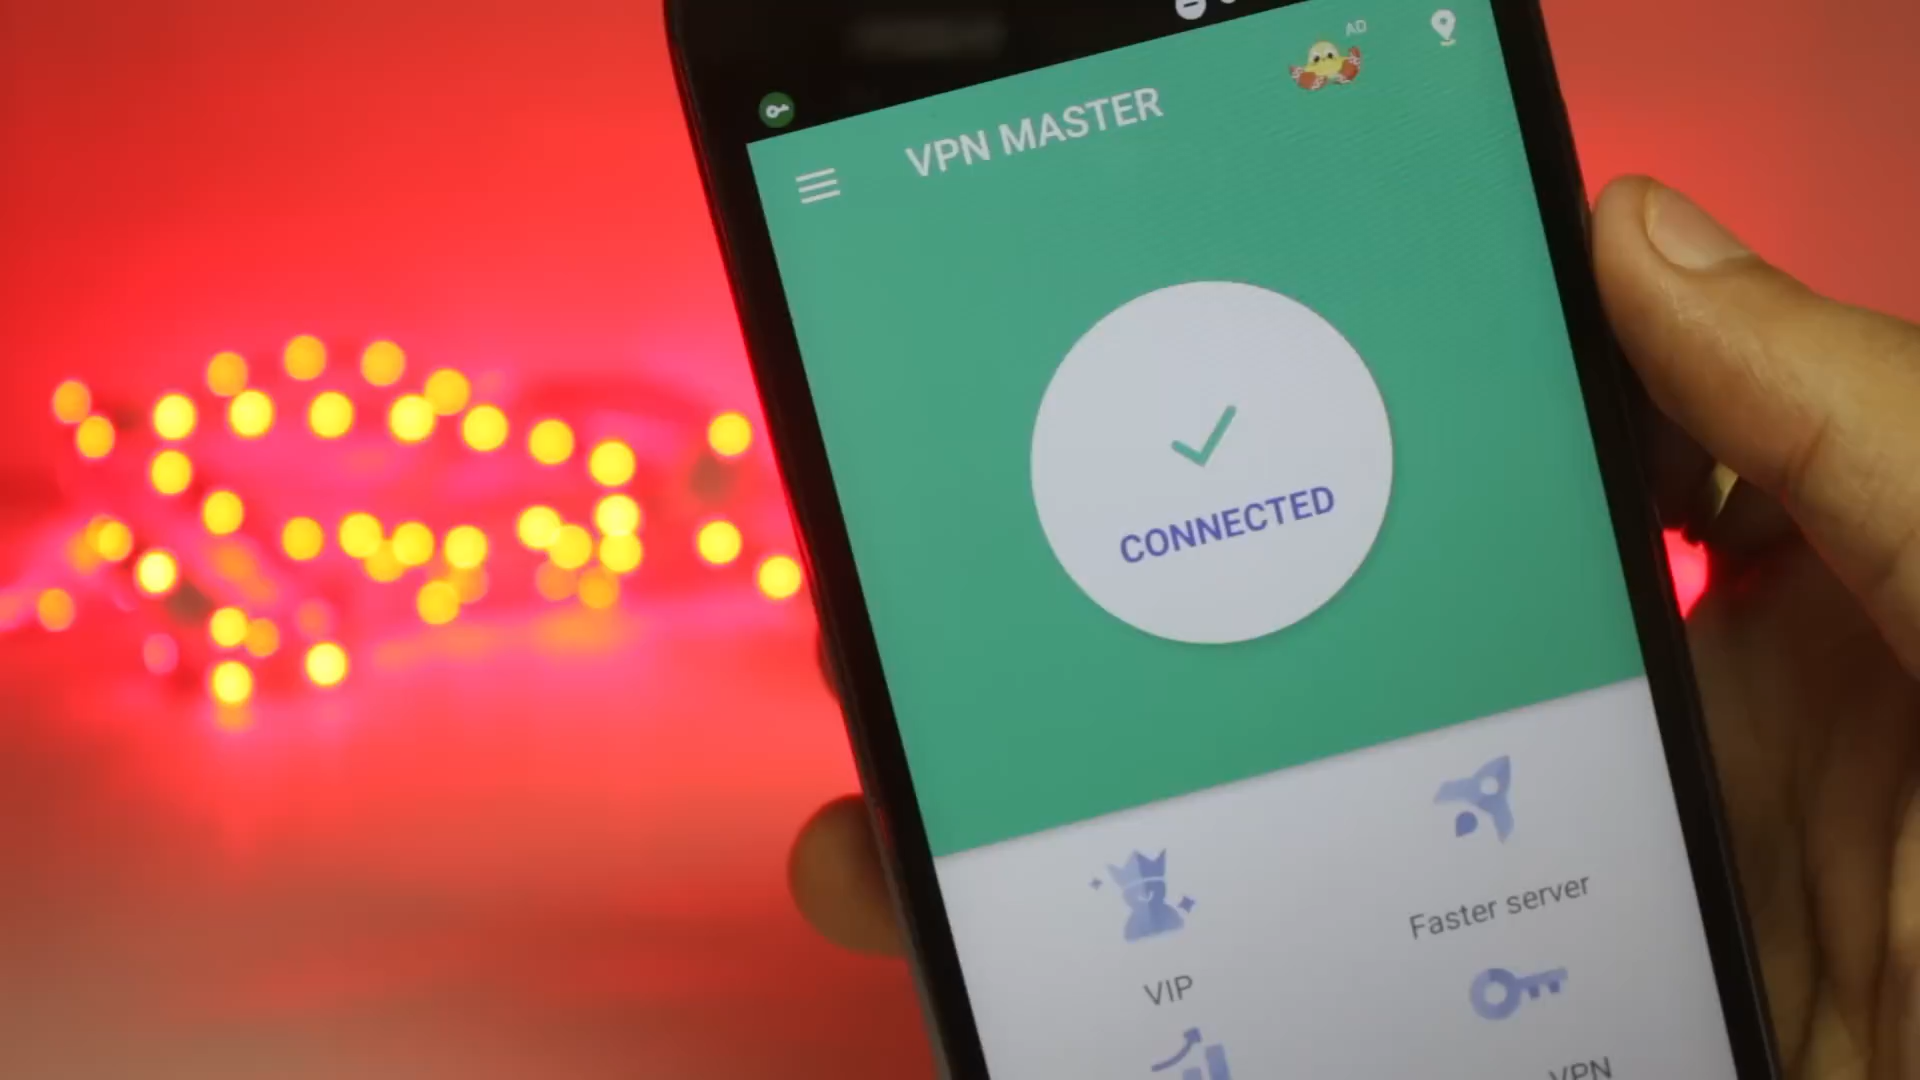 AD
VPN MASTER
CONNECTED
Faster server
VIP
VPN